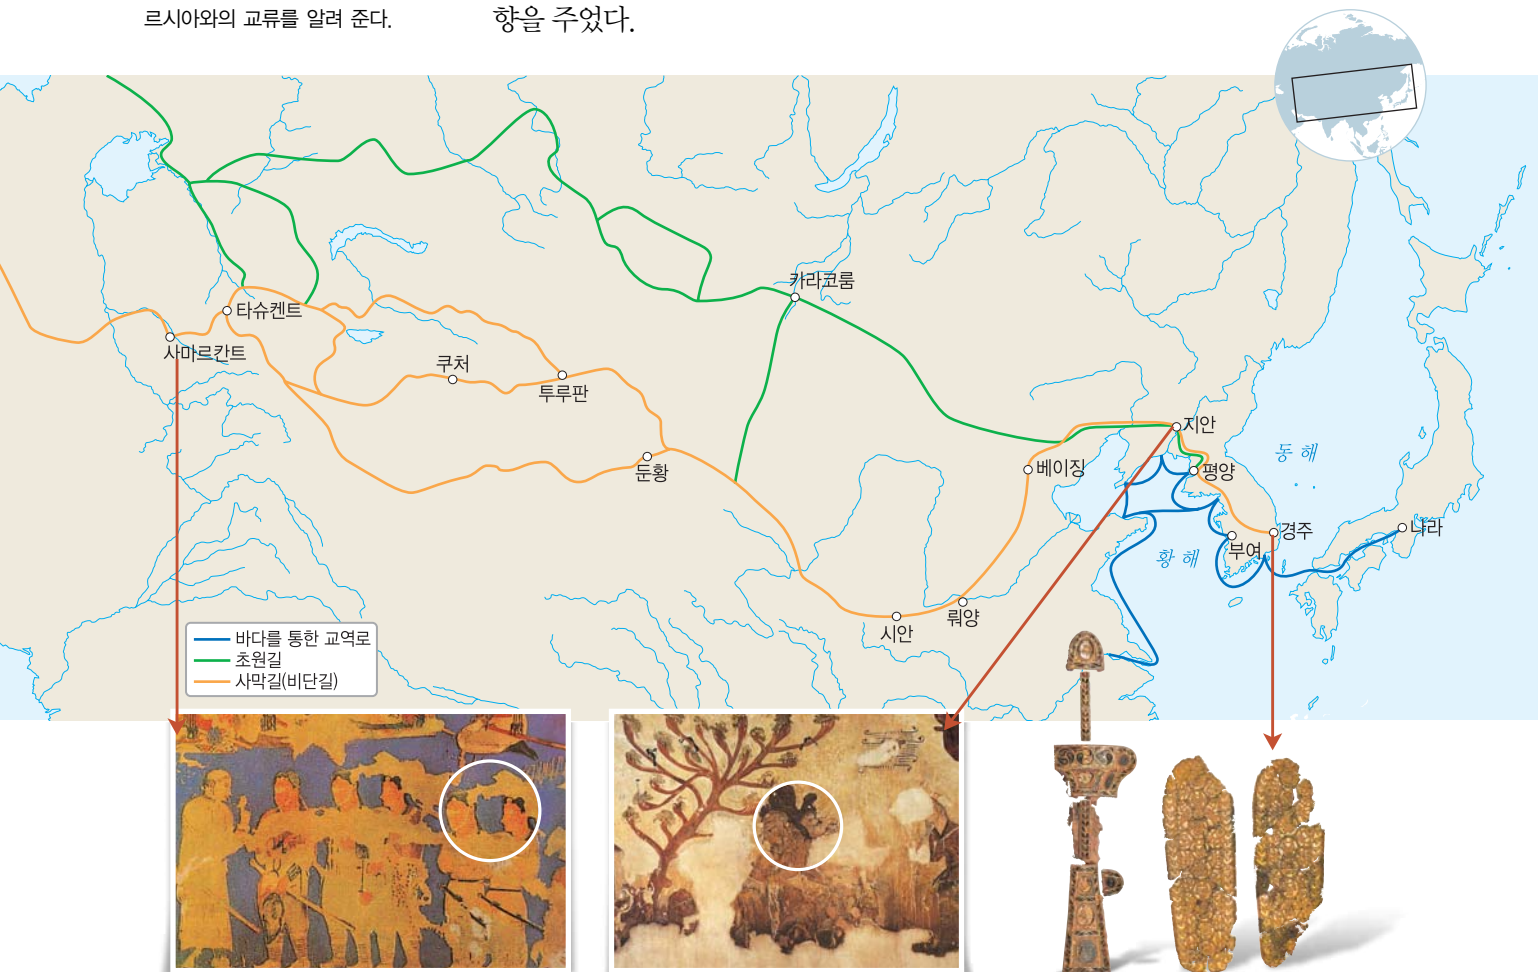 르시아와의 교류를 알려 준다.
향을 주었다.
카라코룸
타슈켄트
사마르칸트
쿠처
투루판
둔황
지안
동해
베이징
평양
경주
나라
황해
부여
뤄양
시안
바다를 통한 교역로
초원길
사막길(비단길)